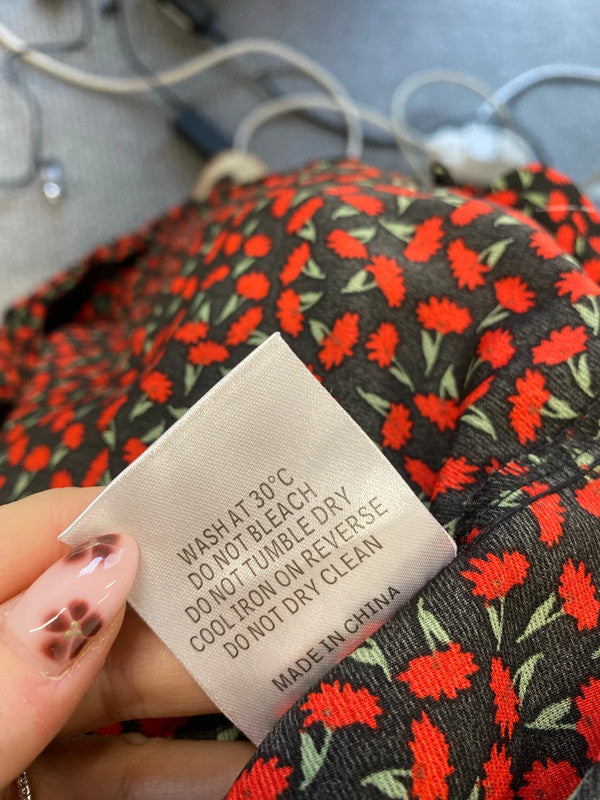 WASH AT 30°C
DO NOT BLEACH
DO NOT TUMBLE DRY
COOL IRON ON REVERSE
DO NOT DRY CLEAN
MADE IN CHINA